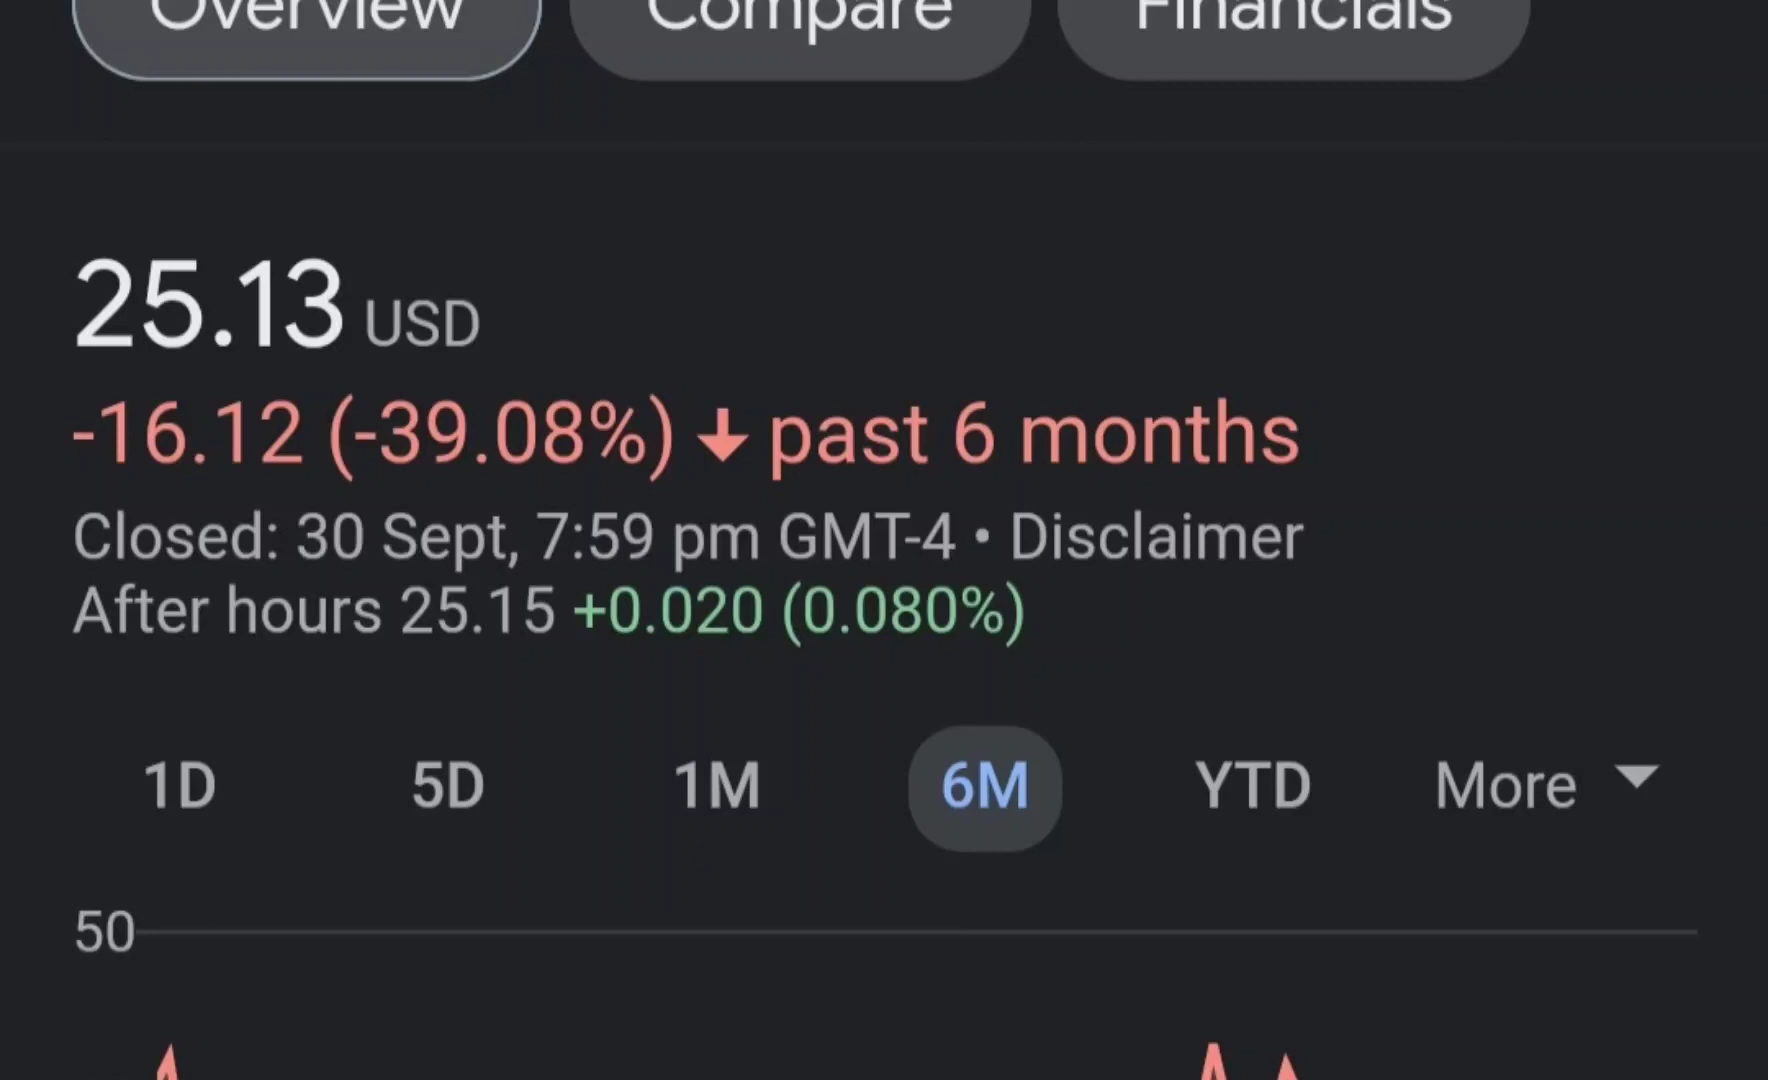 Overview Compare Financials
25.13 USD
-16.12 (-39.08%) ↓ past 6 months
Closed: 30 Sept, 7:59 pm GMT-4 • Disclaimer
After hours 25.15 +0.020 (0.080%)
1D 5D 1M 6M YTD More
50